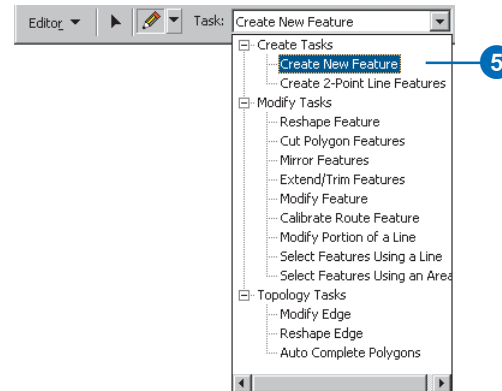 Editor Task: Create New Feature
Create Tasks
Create New Feature
5
Create 2-Point Line Features
Modify Tasks
Reshape Feature
Cut Polygon Features
Mirror Features
Extend/Trim Features
Modify Feature
Calibrate Route Feature
Modify Portion of a Line
Select Features Using a Line
Select Features Using an Area
Topology Tasks
Modify Edge
Reshape Edge
Auto Complete Polygons